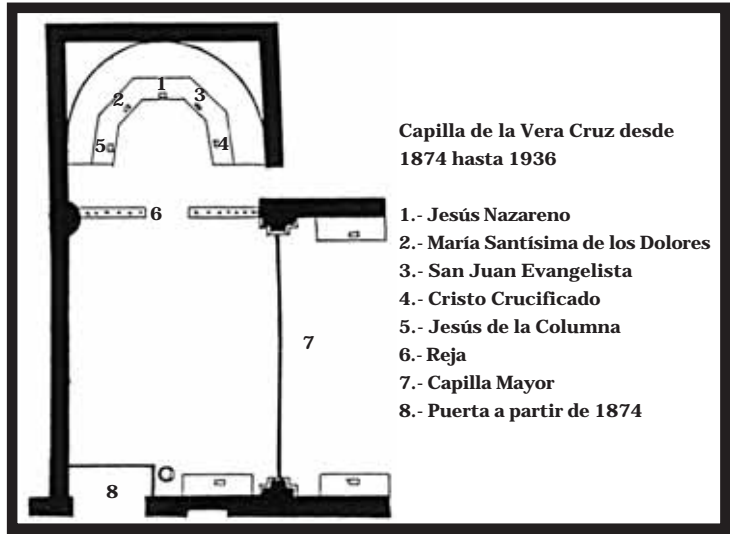 1
2
3
5
4
6
7
8
Capilla de la Vera Cruz desde
1874 hasta 1936
1.- Jesús Nazareno
2.- María Santísima de los Dolores
3.- San Juan Evangelista
4.- Cristo Crucificado
5.- Jesús de la Columna
6.- Reja
7.- Capilla Mayor
8.- Puerta a partir de 1874